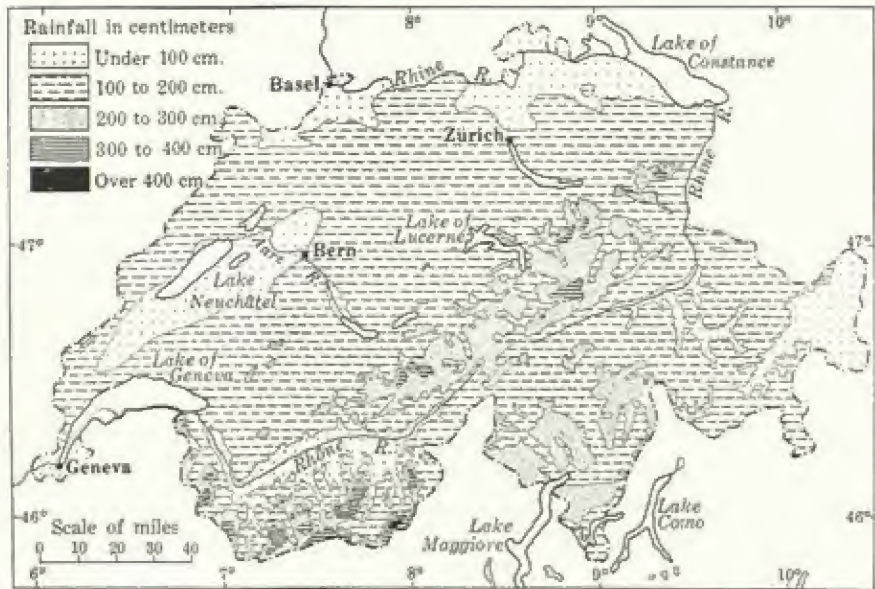 Rainfall in centimeters
Under 100 cm.
100 to 200 cm.
200 to 300 cm.
300 to 400 cm
Over 400 cm.
8°
9°
10°
Lake of
Constance
Basel
Rhine
R.
Zürich
Rhine
R.
47°
Lake of
Lucerne
47°
Aare
R.
Bern
Lake
Neuchâtel
Lake of
Geneva
Rhône
R.
Geneva
46°
46°
Scale of miles
0 10 20 30 40
Lake
Maggiore
Lake
Como
6°
7°
8°
9°
10°